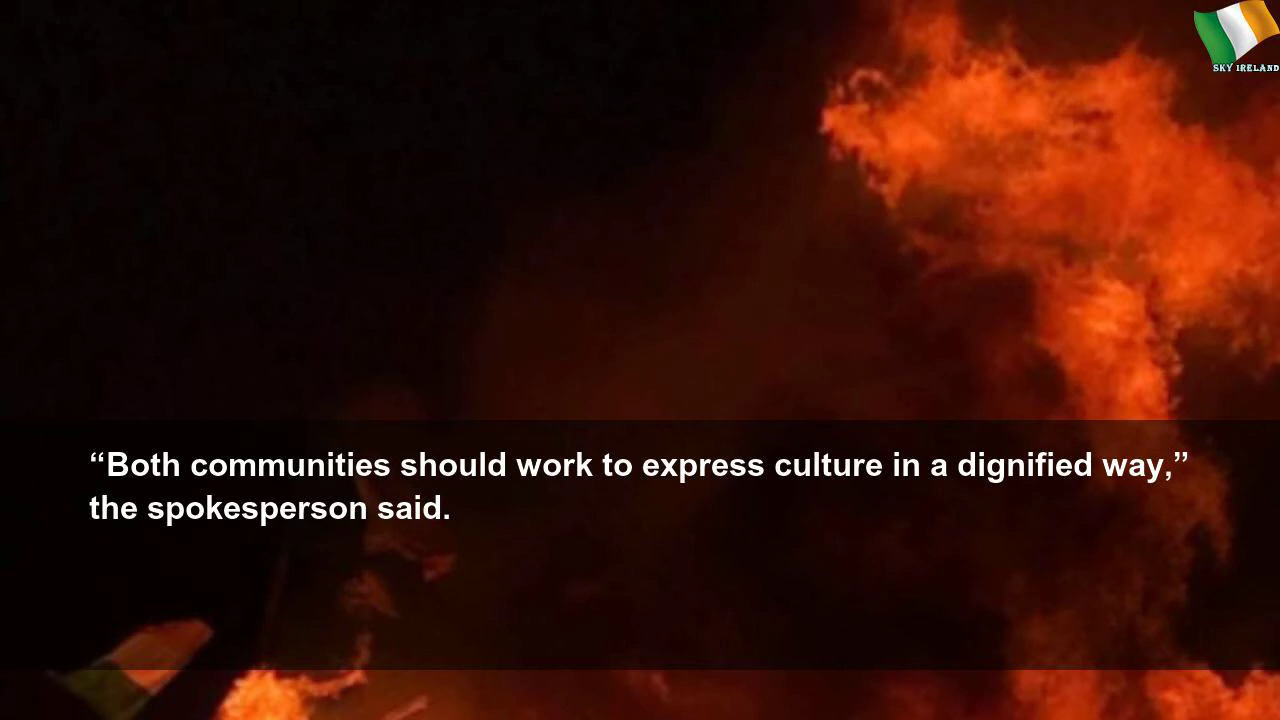 SKY IRELAND
“Both communities should work to express culture in a dignified way,”
the spokesperson said.